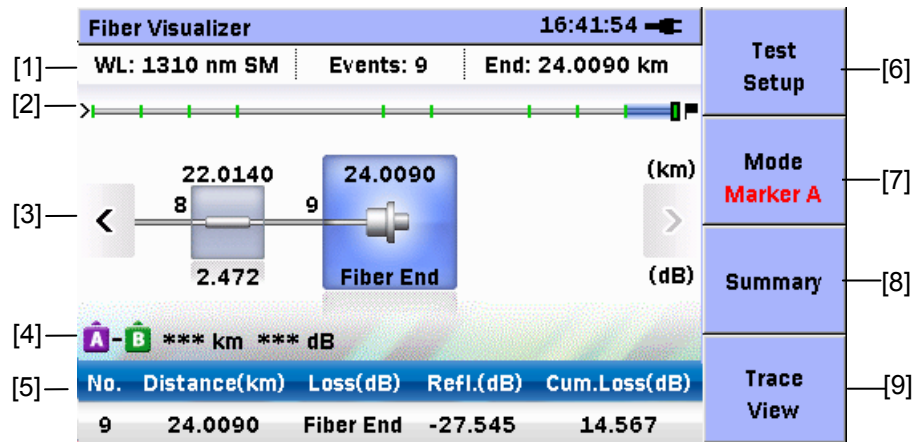 Fiber Visualizer 16:41:54
[1] WL: 1310 nm SM Events: 9 End: 24.0090 km
[2]
22.0140 24.0090 (km)
[3] 8 9
2.472 Fiber End (dB)
[4] A - B *** km *** dB
[5] No. Distance(km) Loss(dB) Refl.(dB) Cum.Loss(dB)
9 24.0090 Fiber End -27.545 14.567
Test
Setup
[6]
Mode
Marker A
[7]
Summary
[8]
Trace
View
[9]